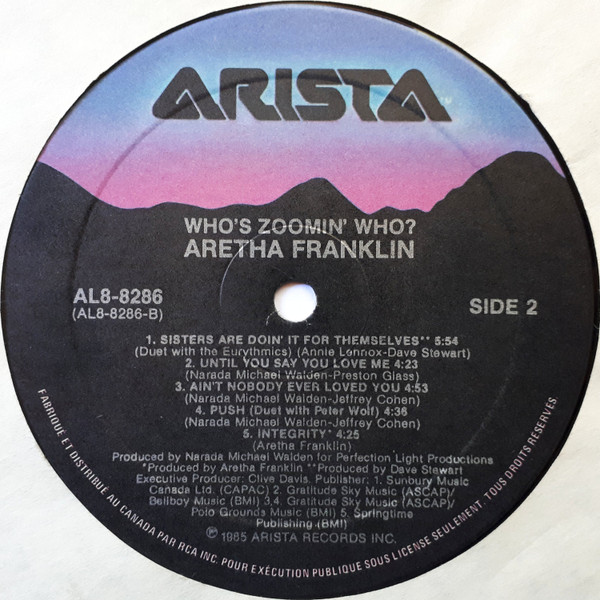 ARISTA
WHO'S ZOOMIN' WHO?
ARETHA FRANKLIN
AL8-8286
(AL8-8286-B)
SIDE 2
1. SISTERS ARE DOIN' IT FOR THEMSELVES** 5:54
(Duet with the Eurythmics) (Annie Lennox-Dave Stewart)
2. UNTIL YOU SAY YOU LOVE ME 4:23
(Narada Michael Walden-Preston Glass)
3. AIN'T NOBODY EVER LOVED YOU 4:53
(Narada Michael Walden-Jeffrey Cohen)
4. PUSH (Duet with Peter Wolf) 4:36
(Narada Michael Walden-Jeffrey Cohen)
5. INTEGRITY* 4:25
(Aretha Franklin)
Produced by Narada Michael Walden for Perfection Light Productions
*Produced by Aretha Franklin **Produced by Dave Stewart
Executive Producer: Clive Davis. Publisher: 1. Sunbury Music
Canada Ltd. (CAPAC) 2. Gratitude Sky Music (ASCAP)/
Bellboy Music (BMI) 3,4. Gratitude Sky Music (ASCAP)/
Polo Grounds Music (BMI) 5. Springtime
Publishing (BMI)
℗ 1985 ARISTA RECORDS INC.
FABRIQUE ET DISTRIBUÉ AU CANADA PAR RCA INC. POUR EXÉCUTION PUBLIQUE SOUS LICENSE SEULEMENT. TOUS DROITS RÉSERVÉS